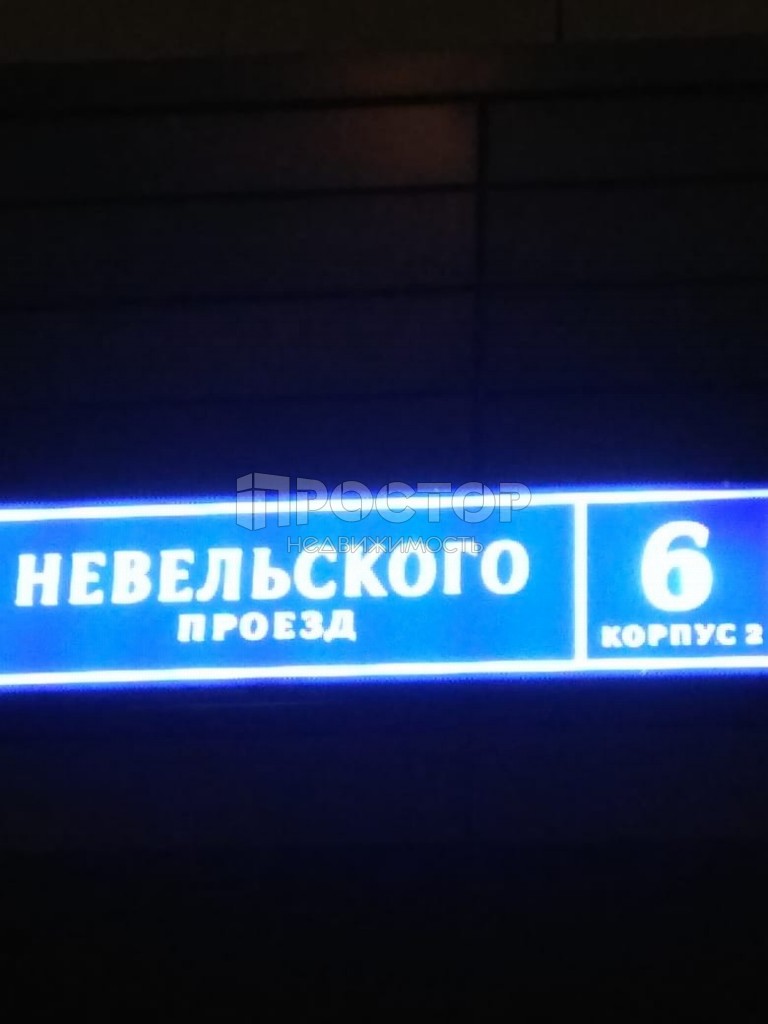 ПРОСТОР
НЕДВИЖИМОСТЬ
НЕВЕЛЬСКОГО
ПРОЕЗД
6
КОРПУС 2